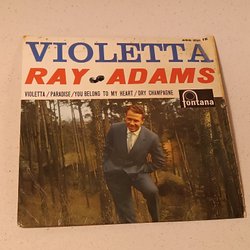 VIOLETTA
RAY ADAMS
VIOLETTA / PARADISE / YOU BELONG TO MY HEART / DRY CHAMPAGNE
fontana